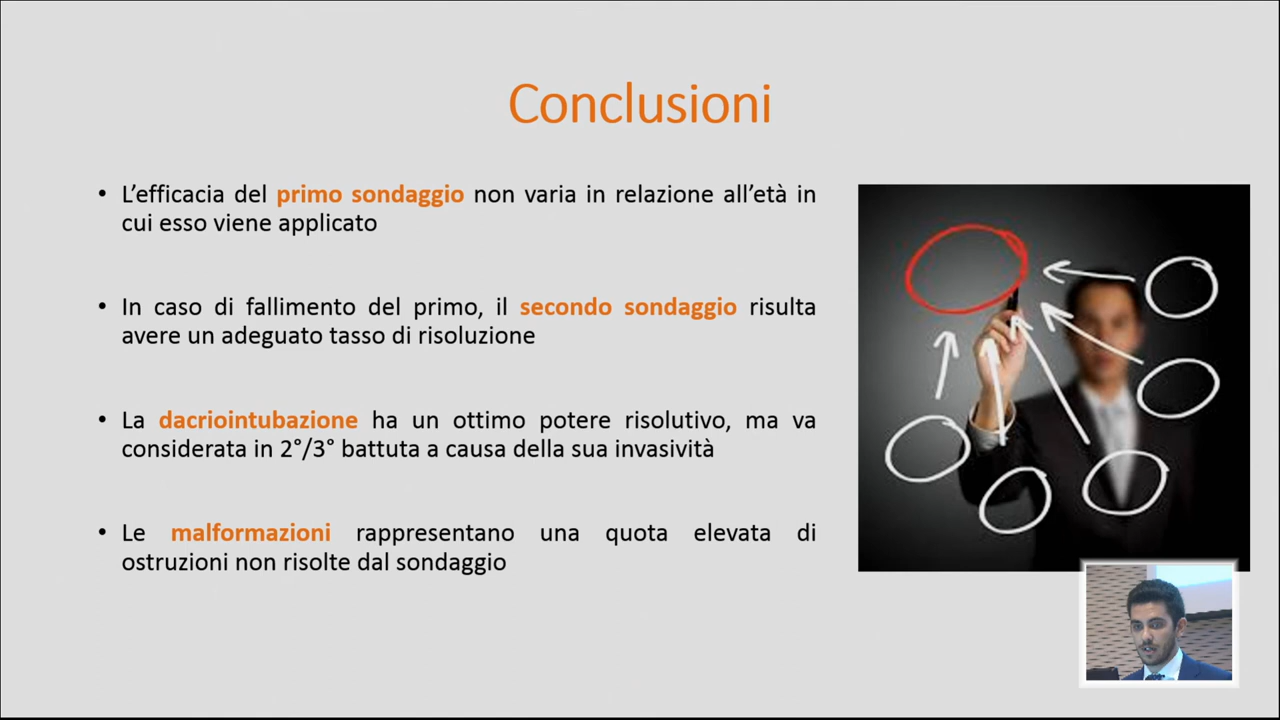 Conclusioni
• L’efficacia del primo sondaggio non varia in relazione all’età in
cui esso viene applicato
• In caso di fallimento del primo, il secondo sondaggio risulta
avere un adeguato tasso di risoluzione
• La dacriointubazione ha un ottimo potere risolutivo, ma va
considerata in 2°/3° battuta a causa della sua invasività
• Le malformazioni rappresentano una quota elevata di
ostruzioni non risolte dal sondaggio